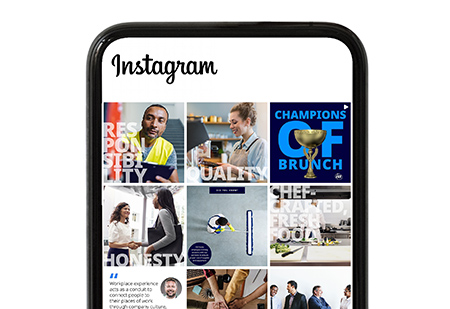 Instagram
RES
PON
SIBI
LITY
QUALITY
CHAMPIONS
OF
BRUNCH
HONESTY
CHEF-
CRAFTED,
FRESH
FOOD
“
Workplace experience
acts as a conduit to
connect people to
their places of work
through company culture,